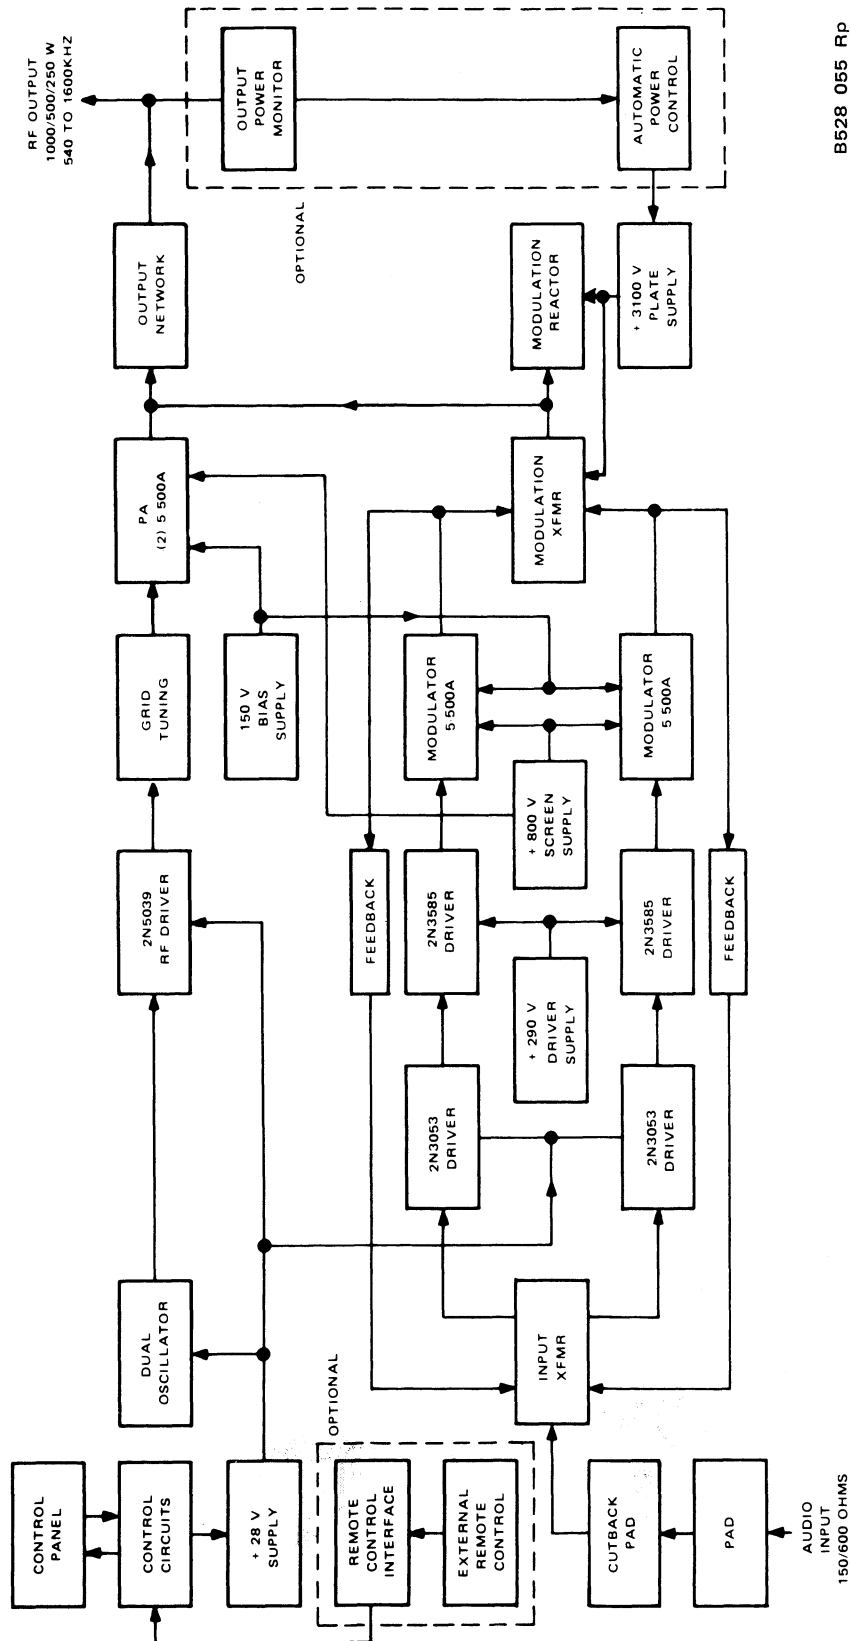 CONTROL
PANEL
CONTROL
CIRCUITS
+ 28 V
SUPPLY
DUAL
OSCILLATOR
2N5039
RF DRIVER
GRID
TUNING
PA
(2) 5 500A
OUTPUT
NETWORK
RF OUTPUT
1000/500/250 W
540 TO 1600KHZ
OUTPUT
POWER
MONITOR
AUTOMATIC
POWER
CONTROL
OPTIONAL
150 V
BIAS
SUPPLY
MODULATION
REACTOR
+ 3100 V
PLATE
SUPPLY
MODULATION
XFMR
OPTIONAL
REMOTE
CONTROL
INTERFACE
EXTERNAL
REMOTE
CONTROL
FEEDBACK
2N3053
DRIVER
2N3585
DRIVER
MODULATOR
5 500A
INPUT
XFMR
+ 290 V
DRIVER
SUPPLY
+ 800 V
SCREEN
SUPPLY
2N3053
DRIVER
2N3585
DRIVER
MODULATOR
5 500A
FEEDBACK
CUTBACK
PAD
PAD
AUDIO
INPUT
150/600 OHMS
B528 055 Rp